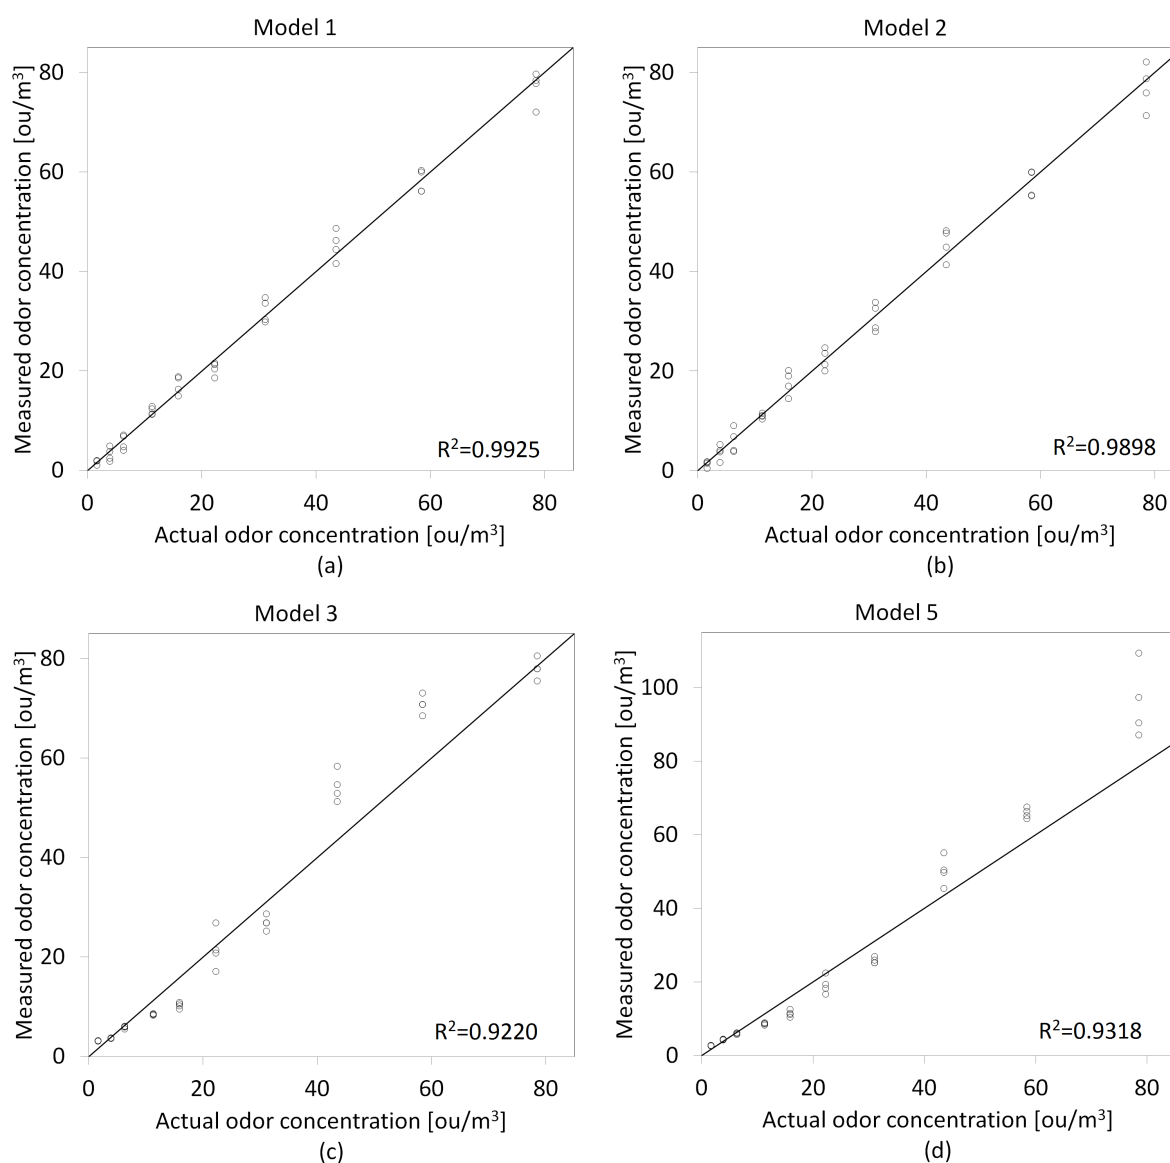 Model 1
Measured odor concentration [ou/m³]
80
60
40
20
0
R²=0.9925
0 20 40 60 80
Actual odor concentration [ou/m³]
(a)
Model 2
Measured odor concentration [ou/m³]
80
60
40
20
0
R²=0.9898
0 20 40 60 80
Actual odor concentration [ou/m³]
(b)
Model 3
Measured odor concentration [ou/m³]
80
60
40
20
0
R²=0.9220
0 20 40 60 80
Actual odor concentration [ou/m³]
(c)
Model 5
Measured odor concentration [ou/m³]
100
80
60
40
20
0
R²=0.9318
0 20 40 60 80
Actual odor concentration [ou/m³]
(d)